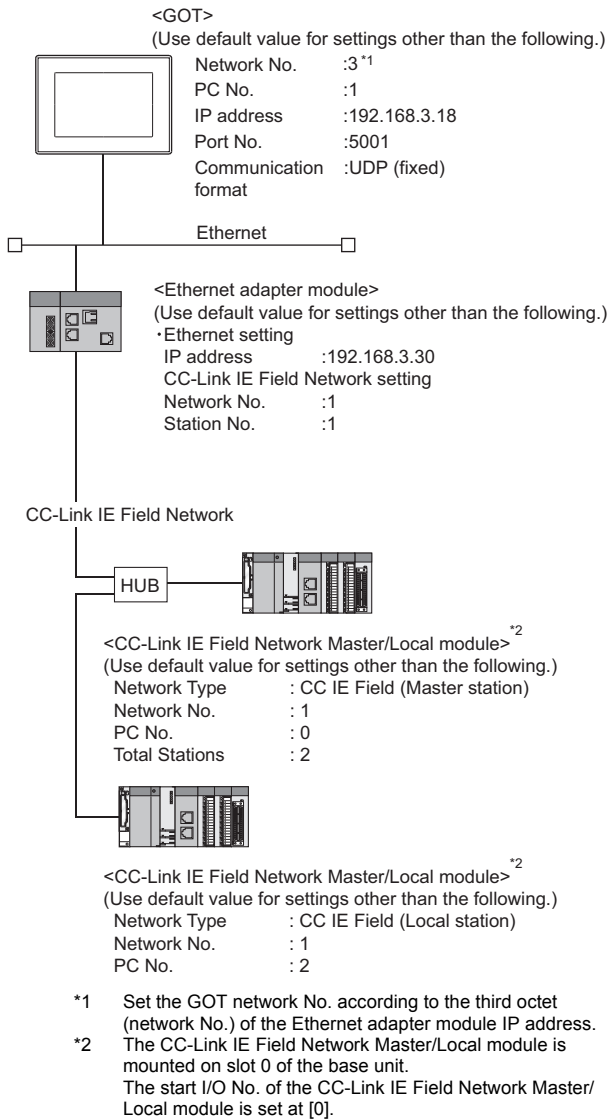 <GOT>
(Use default value for settings other than the following.)
Network No. :3 *1
PC No. :1
IP address :192.168.3.18
Port No. :5001
Communication :UDP (fixed)
format
Ethernet
<Ethernet adapter module>
(Use default value for settings other than the following.)
・Ethernet setting
IP address :192.168.3.30
CC-Link IE Field Network setting
Network No. :1
Station No. :1
CC-Link IE Field Network
HUB
<CC-Link IE Field Network Master/Local module> *2
(Use default value for settings other than the following.)
Network Type : CC IE Field (Master station)
Network No. : 1
PC No. : 0
Total Stations : 2
<CC-Link IE Field Network Master/Local module> *2
(Use default value for settings other than the following.)
Network Type : CC IE Field (Local station)
Network No. : 1
PC No. : 2
*1 Set the GOT network No. according to the third octet
(network No.) of the Ethernet adapter module IP address.
*2 The CC-Link IE Field Network Master/Local module is
mounted on slot 0 of the base unit.
The start I/O No. of the CC-Link IE Field Network Master/
Local module is set at [0].